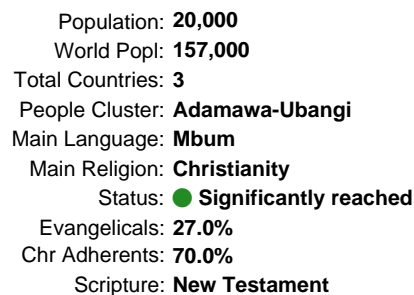 Population: 20,000
World Popl: 157,000
Total Countries: 3
People Cluster: Adamawa-Ubangi
Main Language: Mbum
Main Religion: Christianity
Status: Significantly reached
Evangelicals: 27.0%
Chr Adherents: 70.0%
Scripture: New Testament